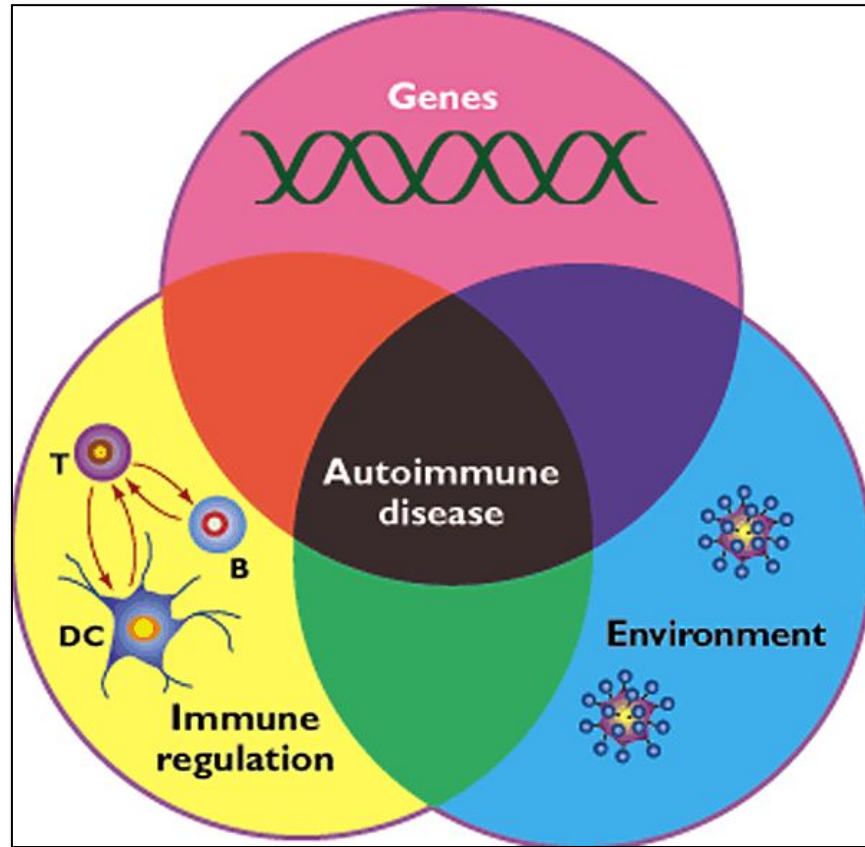 Genes
Autoimmune
disease
T
B
DC
Immune
regulation
Environment